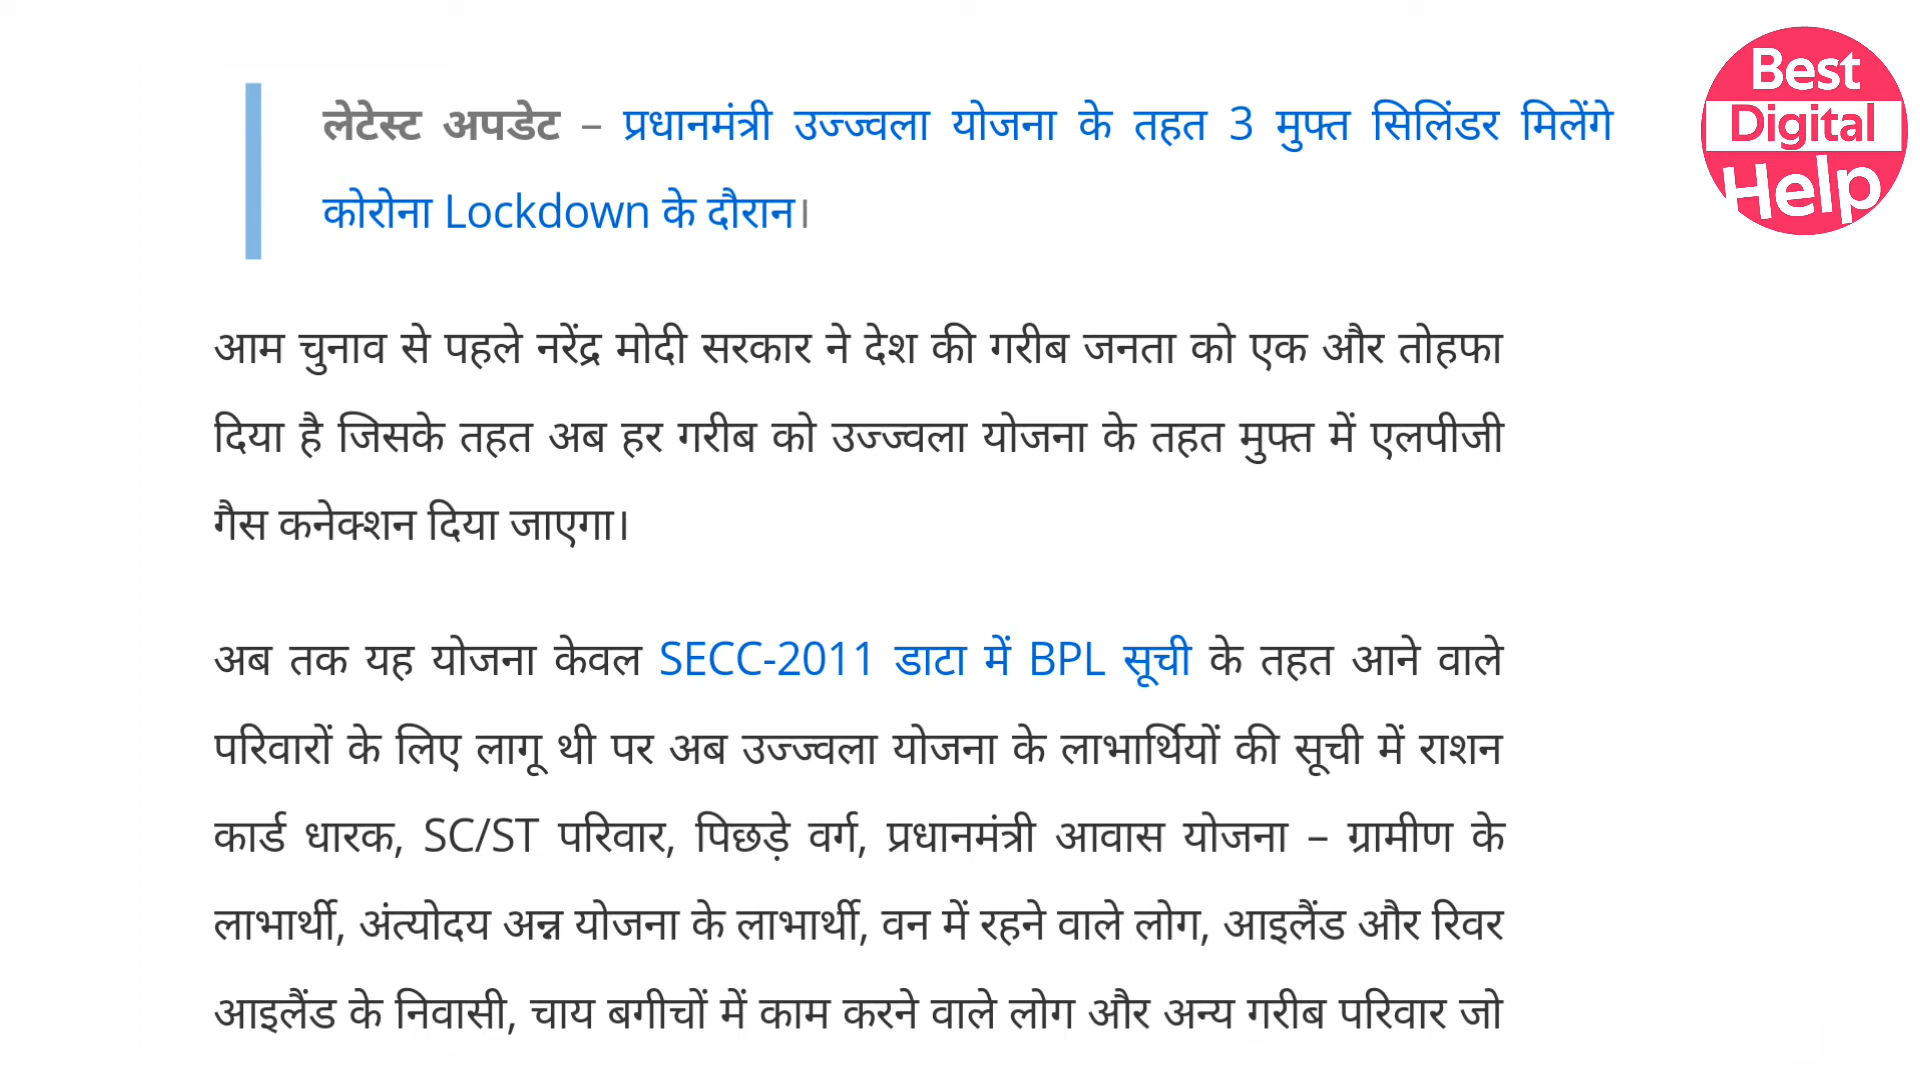 लेटेस्ट अपडेट – प्रधानमंत्री उज्ज्वला योजना के तहत 3 मुफ्त सिलिंडर मिलेंगे
कोरोना Lockdown के दौरान।
आम चुनाव से पहले नरेंद्र मोदी सरकार ने देश की गरीब जनता को एक और तोहफा
दिया है जिसके तहत अब हर गरीब को उज्ज्वला योजना के तहत मुफ्त में एलपीजी
गैस कनेक्शन दिया जाएगा।
अब तक यह योजना केवल SECC-2011 डाटा में BPL सूची के तहत आने वाले
परिवारों के लिए लागू थी पर अब उज्ज्वला योजना के लाभार्थियों की सूची में राशन
कार्ड धारक, SC/ST परिवार, पिछड़े वर्ग, प्रधानमंत्री आवास योजना – ग्रामीण के
लाभार्थी, अंत्योदय अन्न योजना के लाभार्थी, वन में रहने वाले लोग, आइलैंड और रिवर
आइलैंड के निवासी, चाय बगीचों में काम करने वाले लोग और अन्य गरीब परिवार जो
Best
Digital
Help